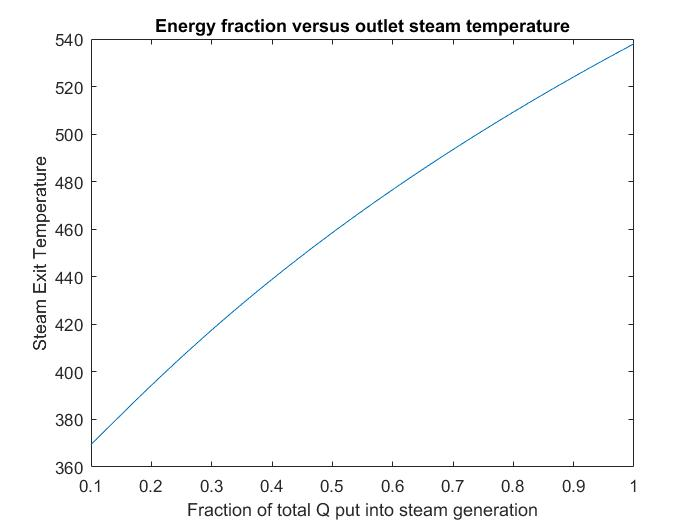 Energy fraction versus outlet steam temperature
540
520
500
480
460
440
420
400
380
360
Steam Exit Temperature
0.1 0.2 0.3 0.4 0.5 0.6 0.7 0.8 0.9 1
Fraction of total Q put into steam generation